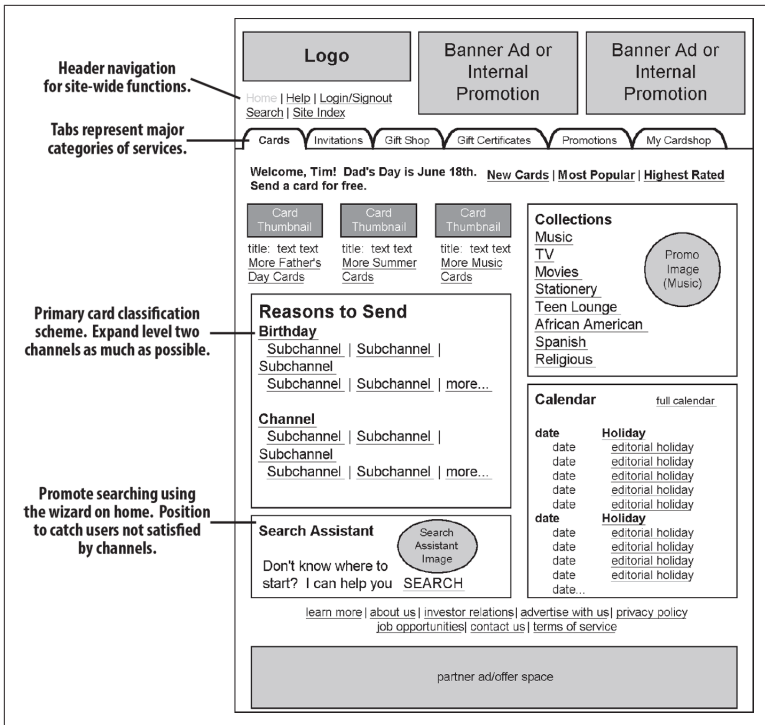 Header navigation
for site-wide functions.
Tabs represent major
categories of services.
Primary card classification
scheme. Expand level two
channels as much as possible.
Promote searching using
the wizard on home. Position
to catch users not satisfied
by channels.
Logo
Banner Ad or
Internal
Promotion
Banner Ad or
Internal
Promotion
Home | Help | Login/Signout
Search | Site Index
Cards Invitations Gift Shop Gift Certificates Promotions My Cardshop
Welcome, Tim! Dad's Day is June 18th.
Send a card for free.
New Cards | Most Popular | Highest Rated
Card
Thumbnail
title: text text
More Father's
Day Cards
Card
Thumbnail
title: text text
More Summer
Cards
Card
Thumbnail
title: text text
More Music
Cards
Collections
Music
TV
Movies
Stationery
Teen Lounge
African American
Spanish
Religious
Promo
Image
(Music)
Reasons to Send
Birthday
Subchannel | Subchannel |
Subchannel
Subchannel | Subchannel | more...
Channel
Subchannel | Subchannel |
Subchannel
Subchannel | Subchannel | more...
Calendar full calendar
date Holiday
date editorial holiday
date editorial holiday
date editorial holiday
date editorial holiday
date Holiday
date editorial holiday
date editorial holiday
date editorial holiday
date editorial holiday
date...
Search Assistant
Don't know where to
start? I can help you SEARCH
Search
Assistant
Image
learn more | about us | investor relations| advertise with us| privacy policy
job opportunities| contact us | terms of service
partner ad/offer space